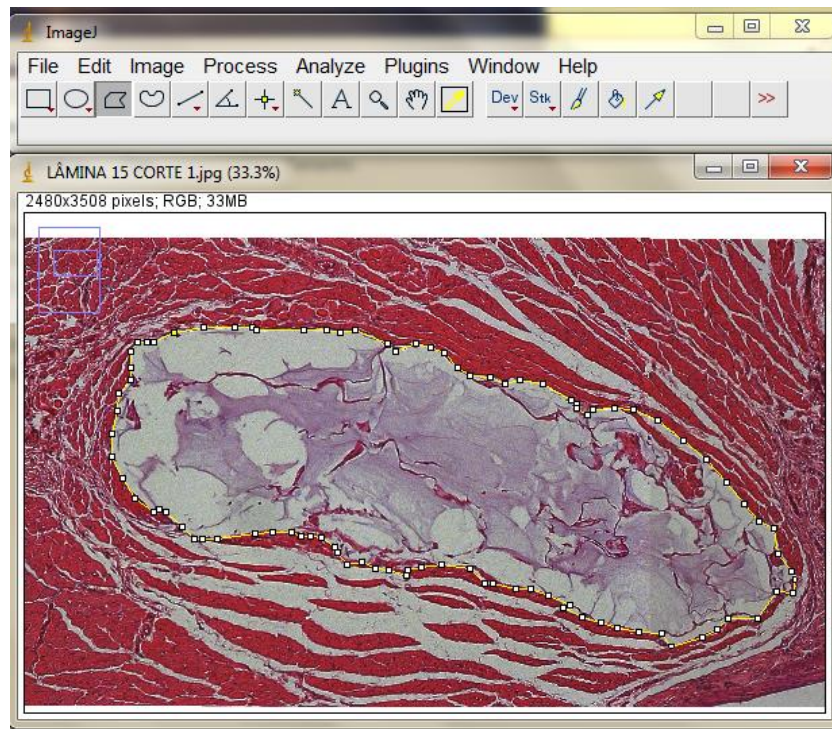 ImageJ
File Edit Image Process Analyze Plugins Window Help
A Dev Stk >>
LÂMINA 15 CORTE 1.jpg (33.3%)
2480x3508 pixels; RGB; 33MB